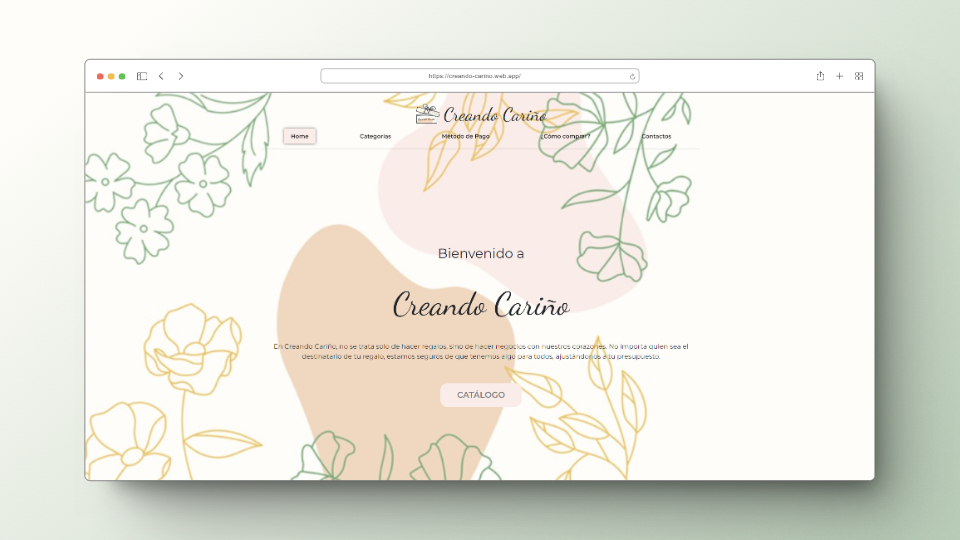 https://creando-carino.web.app/
Creando Cariño
Home Categorias Método de Pago ¿Cómo comprar? Contactos
Bienvenido a
Creando Cariño
En Creando Cariño, no se trata solo de hacer regalos, sino de hacer negocios con nuestros corazones. No importa quien sea el
destinatario de tu regalo, estamos seguros de que tenemos algo para todos, ajustándonos a tu presupuesto.
CATÁLOGO